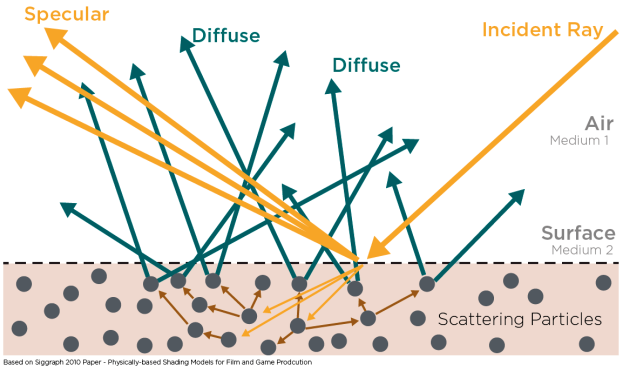 Specular
Diffuse
Diffuse
Incident Ray
Air
Medium 1
Surface
Medium 2
Scattering Particles
Based on Siggraph 2010 Paper - Physically-based Shading Models for Film and Game Prodcution